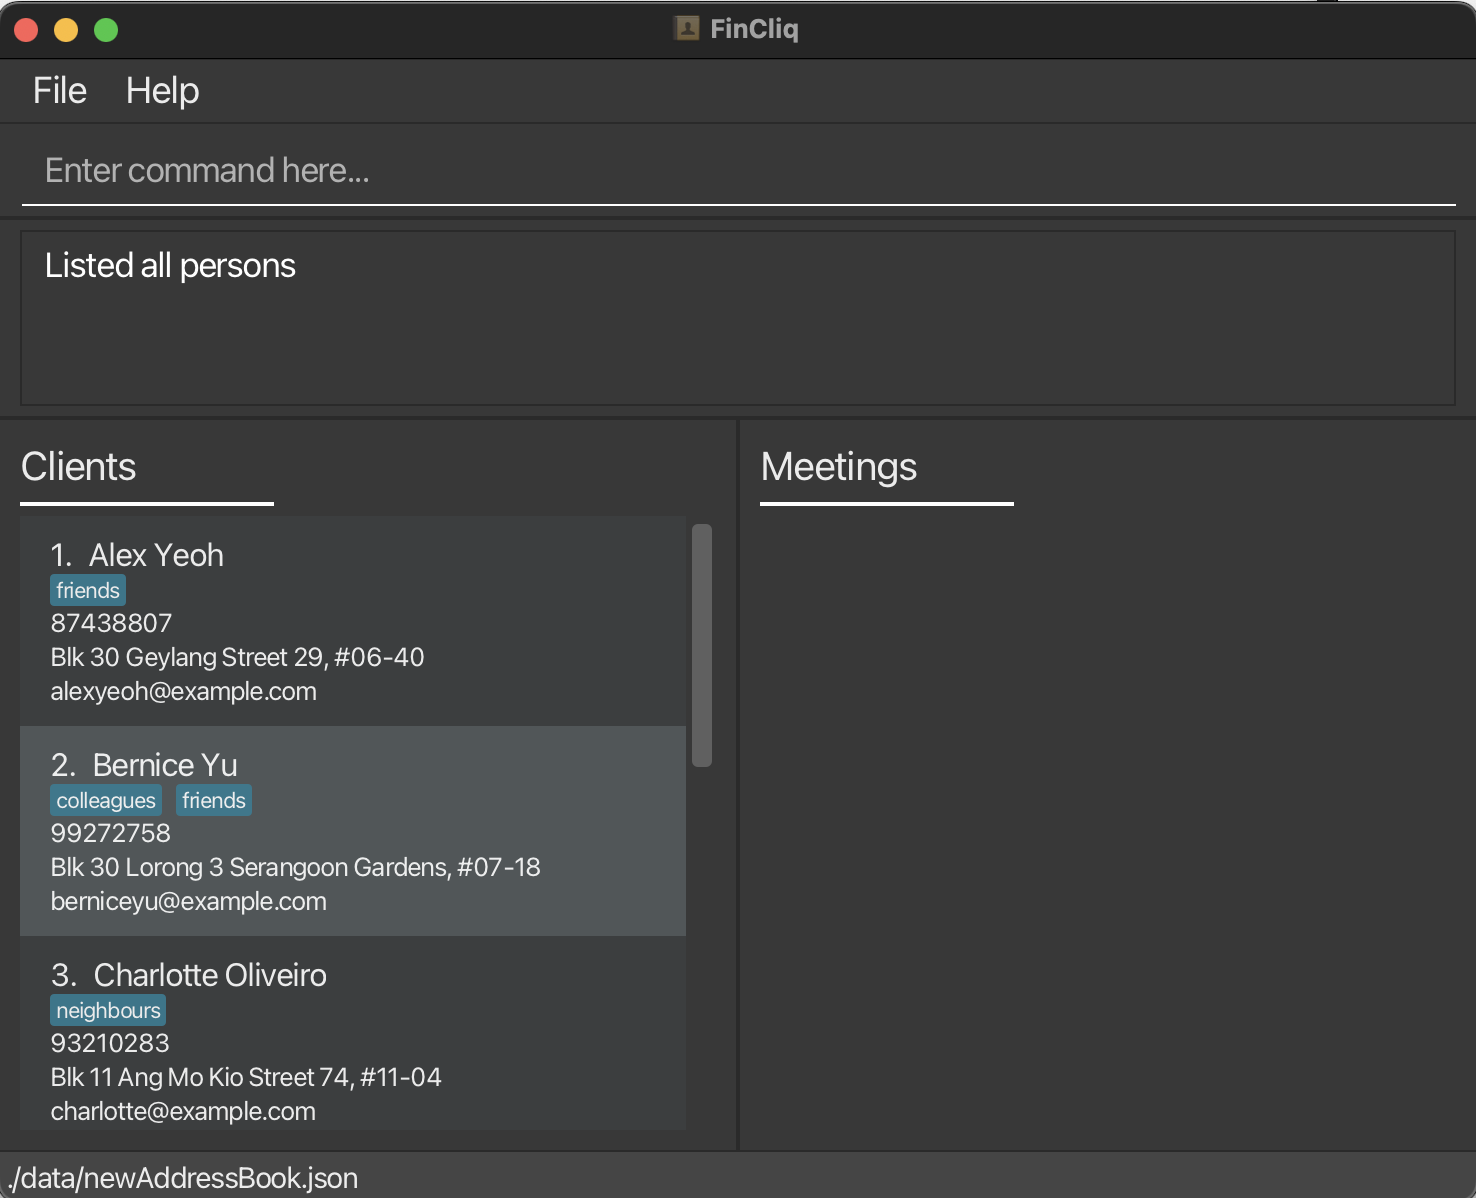 FinCliq
File Help
Enter command here...
Listed all persons
Clients
1. Alex Yeoh
friends
87438807
Blk 30 Geylang Street 29, #06-40
alexyeoh@example.com
2. Bernice Yu
colleagues friends
99272758
Blk 30 Lorong 3 Serangoon Gardens, #07-18
berniceyu@example.com
3. Charlotte Oliveiro
neighbours
93210283
Blk 11 Ang Mo Kio Street 74, #11-04
charlotte@example.com
Meetings
./data/newAddressBook.json